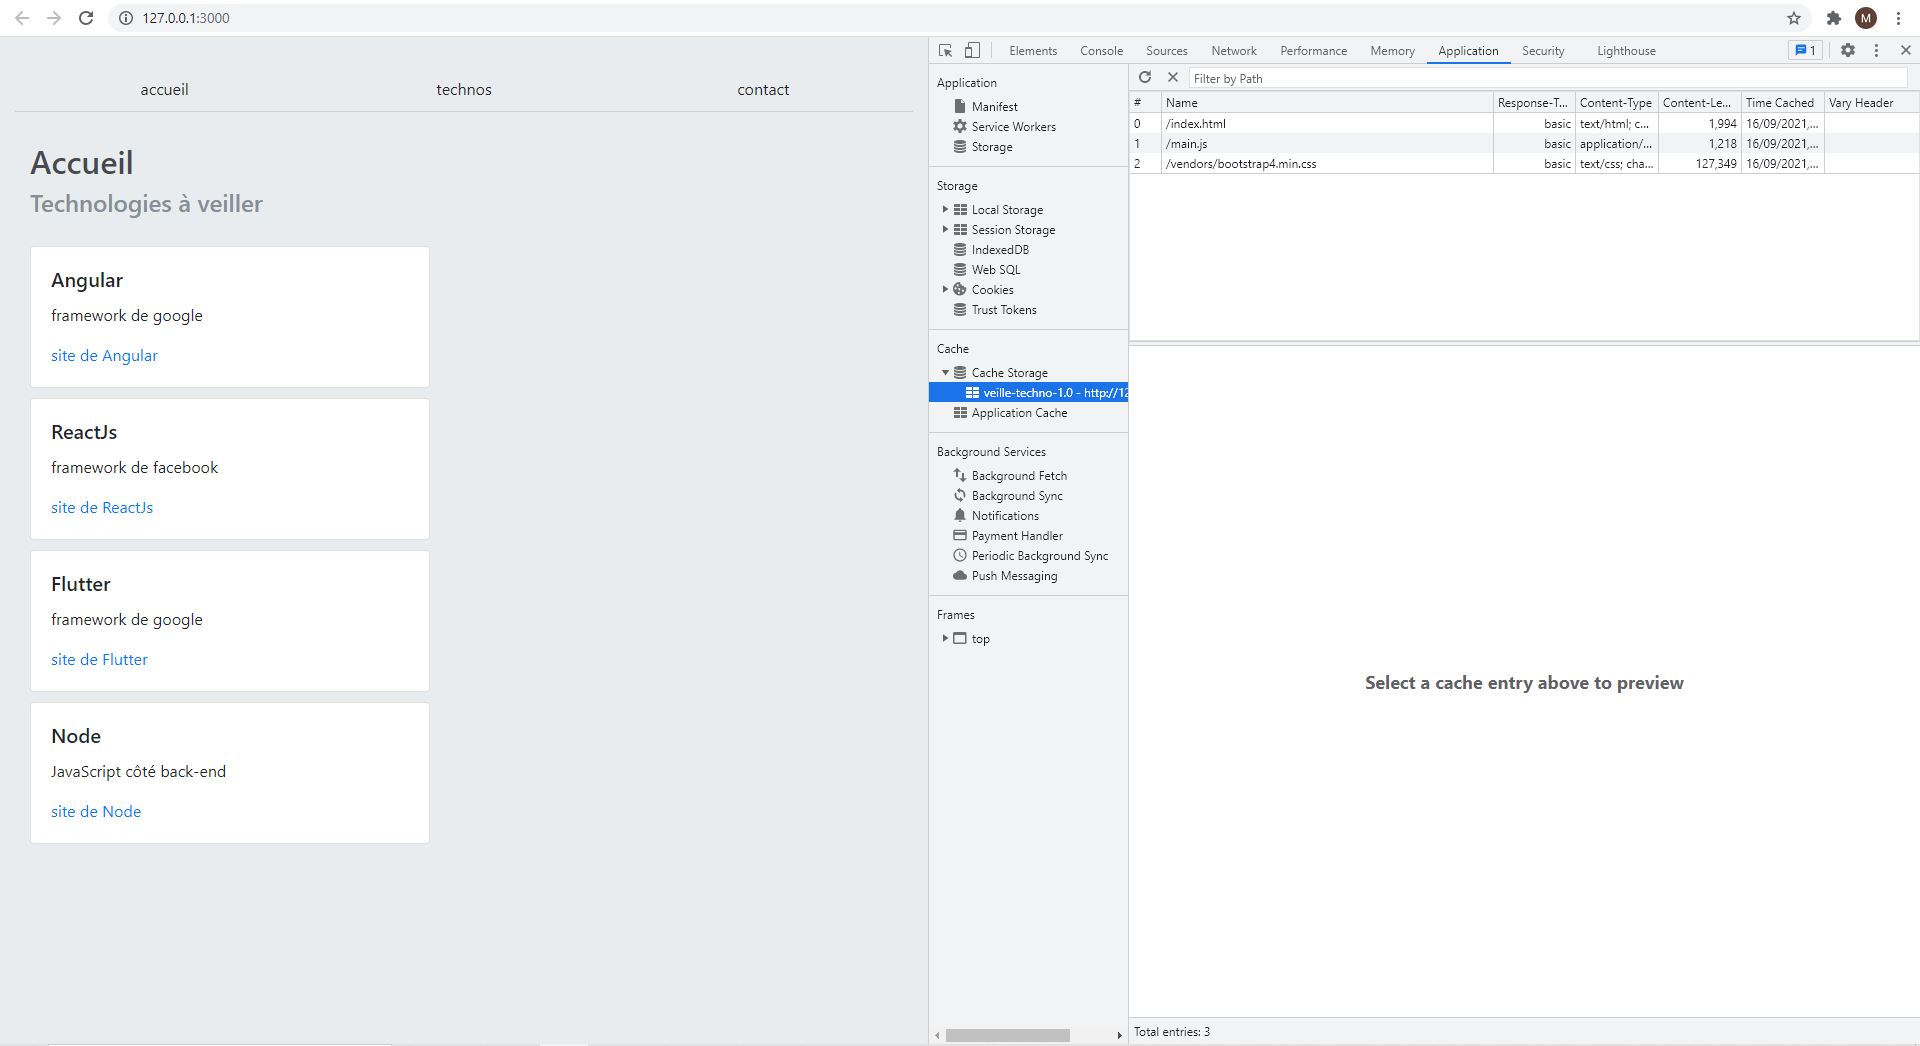 127.0.0.1:3000
M
accueil technos contact
Accueil
Technologies à veiller
Angular
framework de google
site de Angular
ReactJs
framework de facebook
site de ReactJs
Flutter
framework de google
site de Flutter
Node
JavaScript côté back-end
site de Node
Elements Console Sources Network Performance Memory Application Security Lighthouse 1
Application
Manifest
Service Workers
Storage
Storage
Local Storage
Session Storage
IndexedDB
Web SQL
Cookies
Trust Tokens
Cache
Cache Storage
veille-techno-1.0 - http://12
Application Cache
Background Services
Background Fetch
Background Sync
Notifications
Payment Handler
Periodic Background Sync
Push Messaging
Frames
top
Filter by Path
# Name Response-T... Content-Type Content-Le... Time Cached Vary Header
0 /index.html basic text/html; c... 1,994 16/09/2021,...
1 /main.js basic application/... 1,218 16/09/2021,...
2 /vendors/bootstrap4.min.css basic text/css; cha... 127,349 16/09/2021,...
Select a cache entry above to preview
Total entries: 3